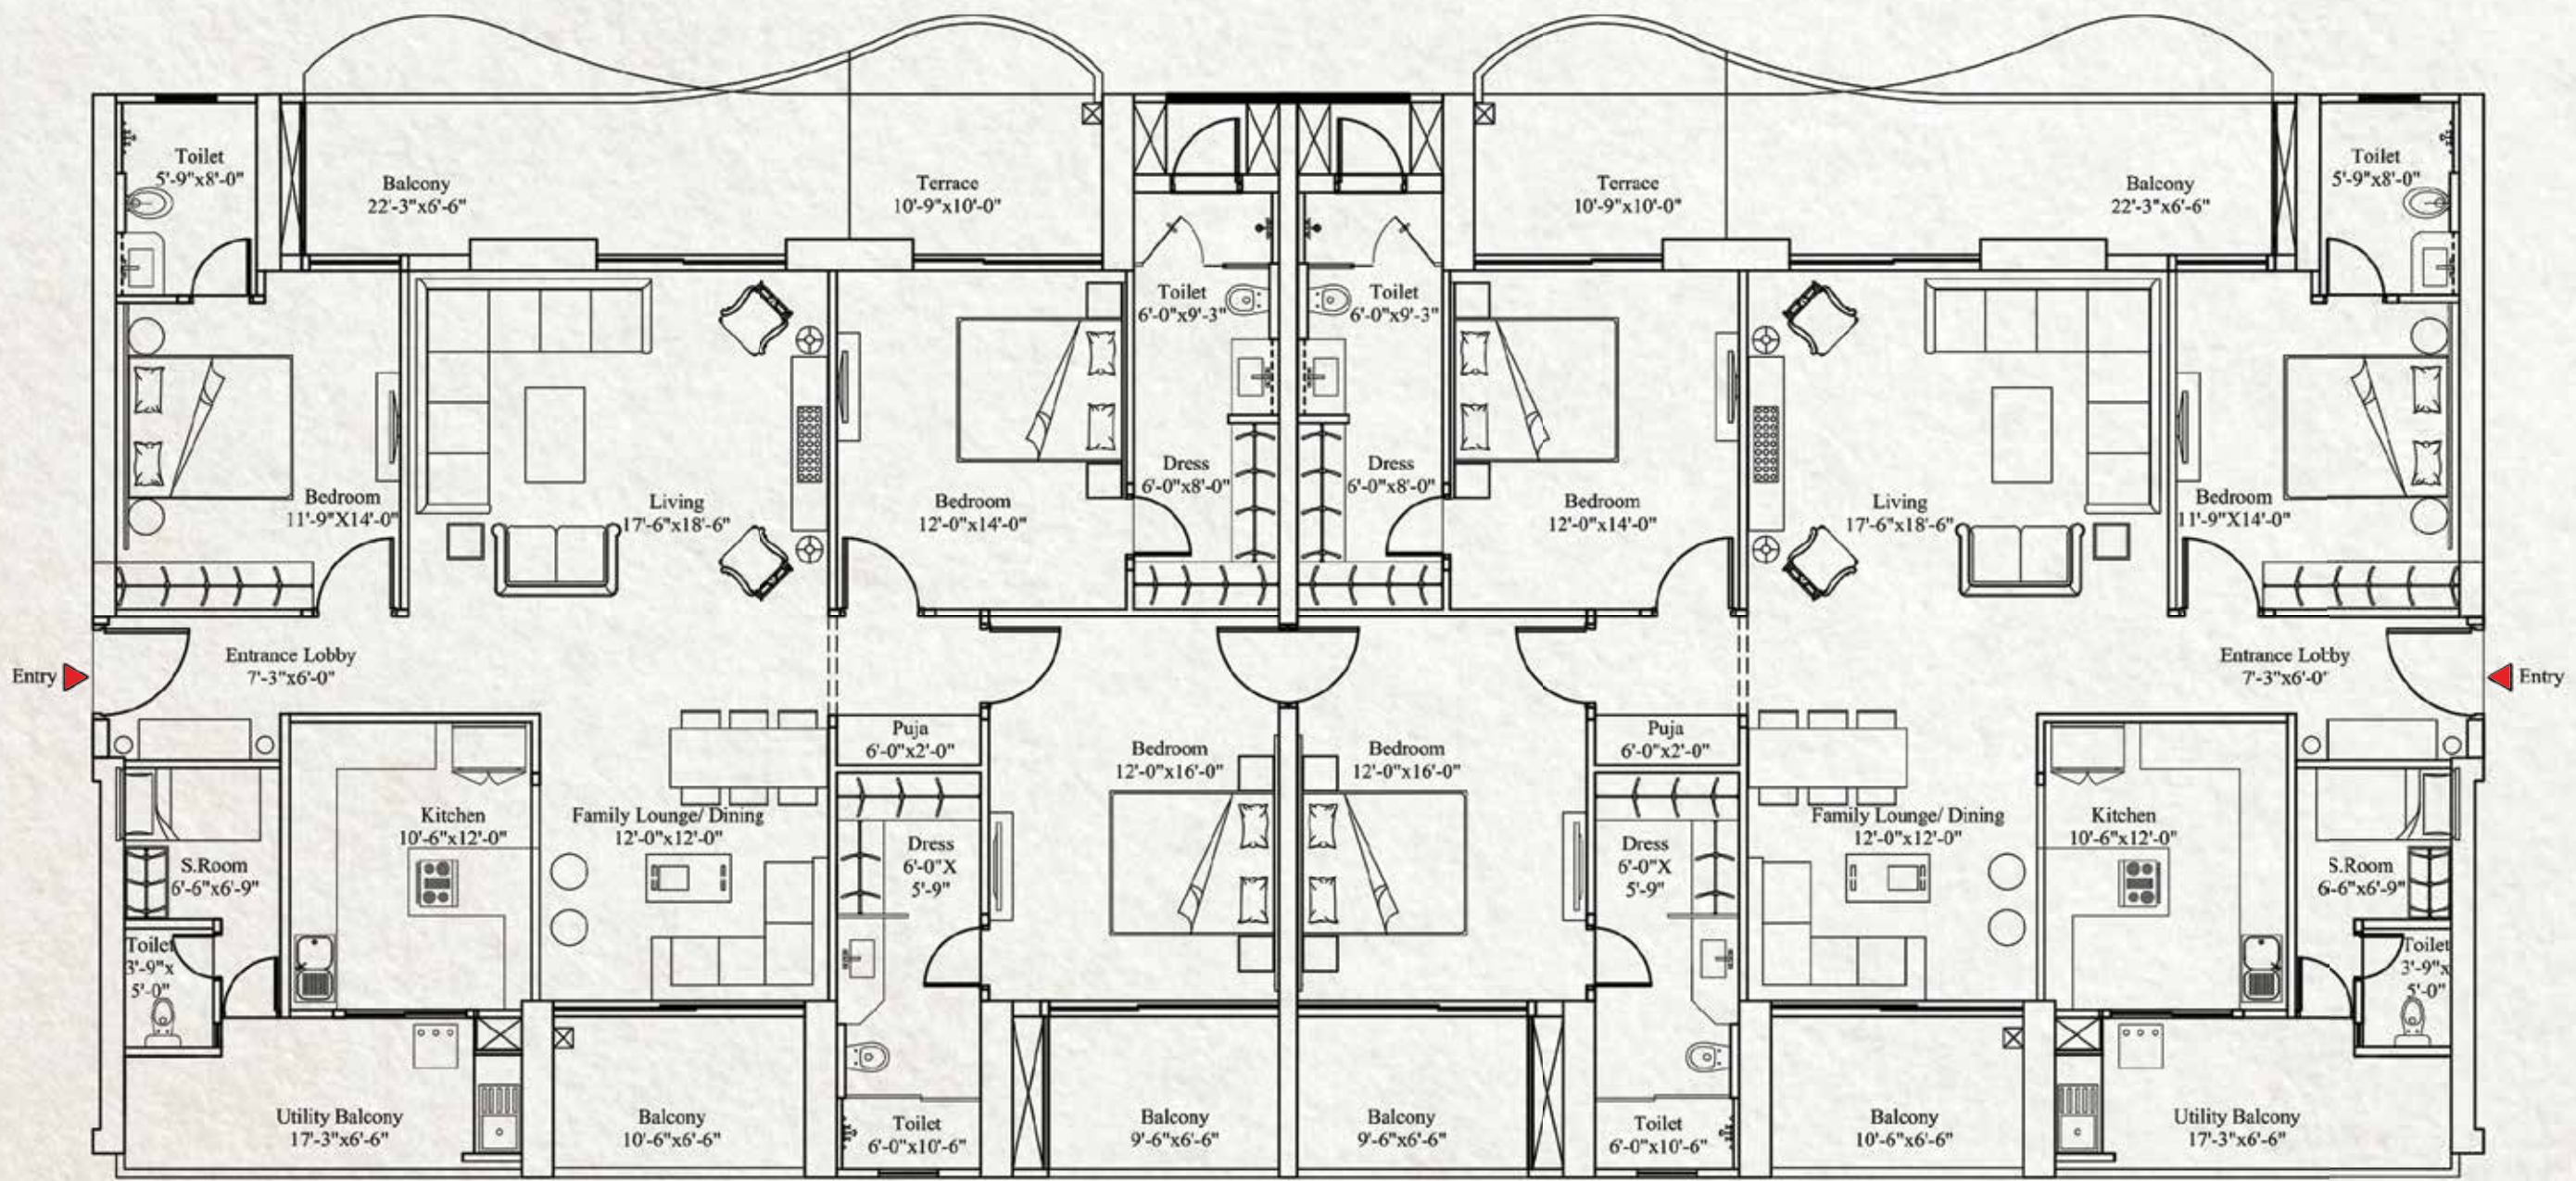 Toilet
5'-9"x8'-0"
Balcony
22'-3"x6'-6"
Terrace
10'-9"x10'-0"
Terrace
10'-9"x10'-0"
Balcony
22'-3"x6'-6"
Toilet
5'-9"x8'-0"
Toilet
6'-0"x9'-3"
Toilet
6'-0"x9'-3"
Bedroom
11'-9"X14'-0"
Living
17'-6"x18'-6"
Bedroom
12'-0"x14'-0"
Dress
6'-0"x8'-0"
Dress
6'-0"x8'-0"
Bedroom
12'-0"x14'-0"
Living
17'-6"x18'-6"
Bedroom
11'-9"X14'-0"
Entry
Entrance Lobby
7'-3"x6'-0"
Entrance Lobby
7'-3"x6'-0"
Entry
Puja
6'-0"x2'-0"
Bedroom
12'-0"x16'-0"
Bedroom
12'-0"x16'-0"
Puja
6'-0"x2'-0"
S.Room
6'-6"x6'-9"
Kitchen
10'-6"x12'-0"
Family Lounge/ Dining
12'-0"x12'-0"
Dress
6'-0"X
5'-9"
Dress
6'-0"X
5'-9"
Family Lounge/ Dining
12'-0"x12'-0"
Kitchen
10'-6"x12'-0"
S.Room
6'-6"x6'-9"
Toilet
3'-9"x
5'-0"
Toilet
3'-9"x
5'-0"
Utility Balcony
17'-3"x6'-6"
Balcony
10'-6"x6'-6"
Toilet
6'-0"x10'-6"
Balcony
9'-6"x6'-6"
Balcony
9'-6"x6'-6"
Toilet
6'-0"x10'-6"
Balcony
10'-6"x6'-6"
Utility Balcony
17'-3"x6'-6"